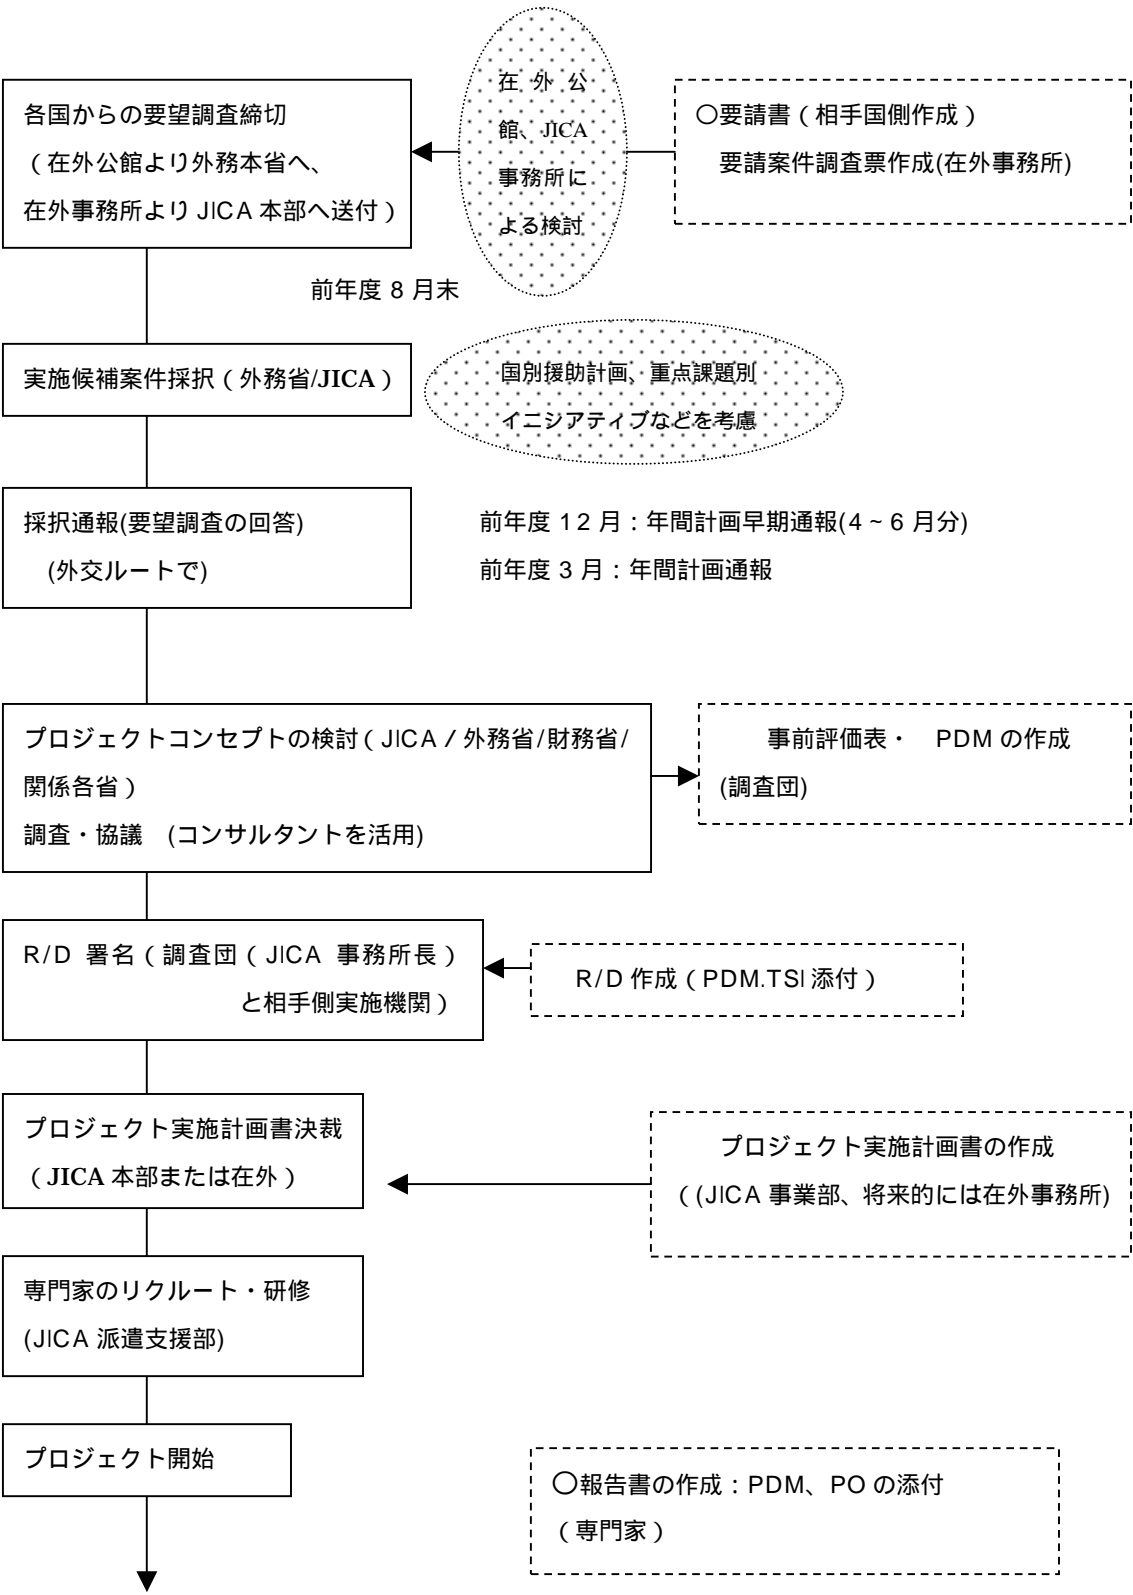 在 外 公
館、JICA
事務所に
よる検討
各国からの要望調査締切
（在外公館より外務本省へ、
在外事務所より JICA 本部へ送付）
〇要請書（相手国側作成）
要請案件調査票作成(在外事務所)
前年度 8 月末
実施候補案件採択（外務省/JICA）
国別援助計画、重点課題別
イニシアティブなどを考慮
採択通報(要望調査の回答)
(外交ルートで)
前年度 12 月：年間計画早期通報(4～6 月分)
前年度 3 月：年間計画通報
プロジェクトコンセプトの検討（JICA／外務省/財務省/
関係各省）
調査・協議　(コンサルタントを活用)
事前評価表・　PDM の作成
(調査団)
R/D 署名（調査団（JICA 事務所長）
と相手側実施機関）
R/D 作成（PDM.TSI 添付）
プロジェクト実施計画書決裁
（JICA 本部または在外）
プロジェクト実施計画書の作成
（(JICA 事業部、将来的には在外事務所)
専門家のリクルート・研修
(JICA 派遣支援部)
プロジェクト開始
〇報告書の作成：PDM、PO の添付
（専門家）